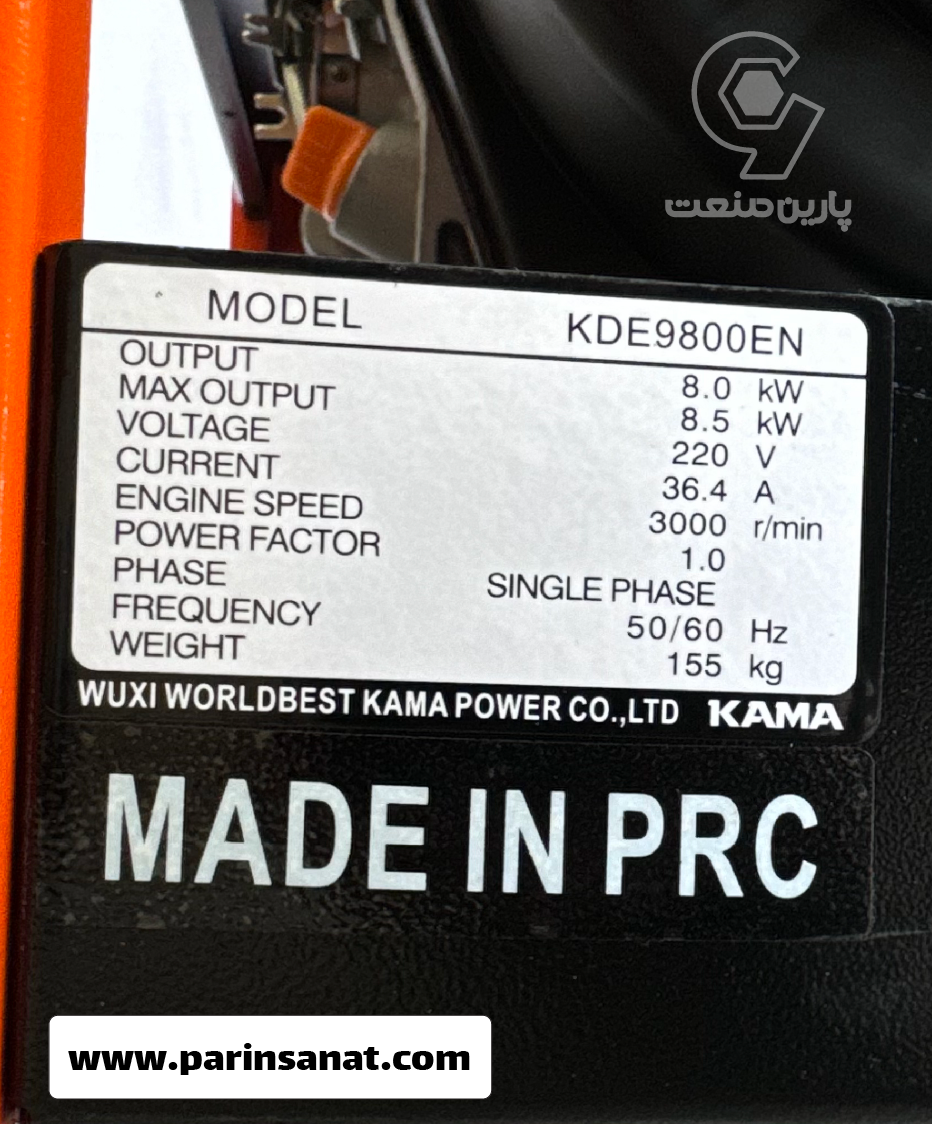 پارین صنعت
MODEL KDE9800EN
OUTPUT 8.0 kW
MAX OUTPUT 8.5 kW
VOLTAGE 220 V
CURRENT 36.4 A
ENGINE SPEED 3000 r/min
POWER FACTOR 1.0
PHASE SINGLE PHASE
FREQUENCY 50/60 Hz
WEIGHT 155 kg
WUXI WORLDBEST KAMA POWER CO.,LTD KAMA
MADE IN PRC
www.parinsanat.com